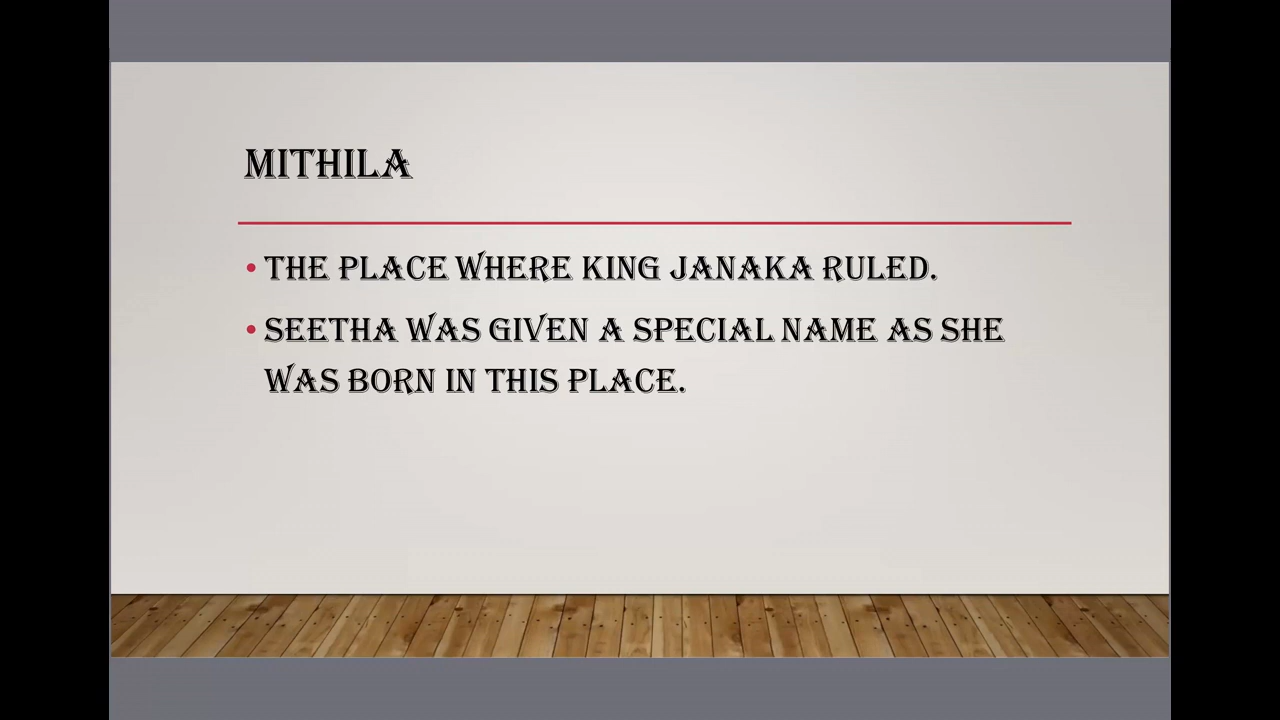 MITHILA
• THE PLACE WHERE KING JANAKA RULED.
• SEETHA WAS GIVEN A SPECIAL NAME AS SHE
WAS BORN IN THIS PLACE.